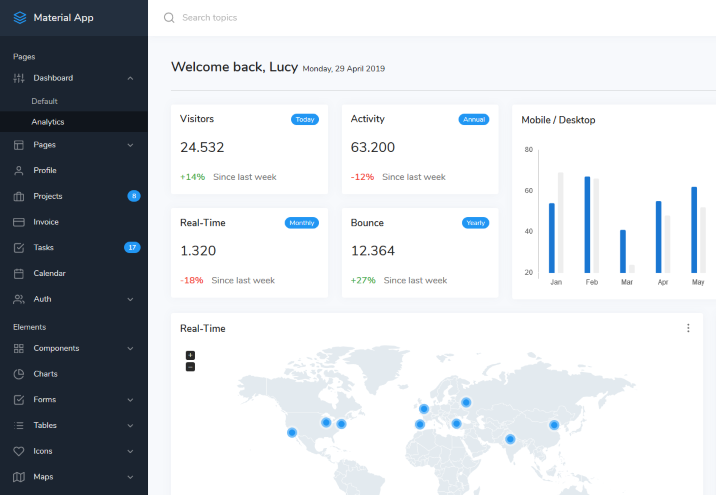 Material App
Search topics
Pages
Dashboard
Default
Analytics
Pages
Profile
Projects 8
Invoice
Tasks 17
Calendar
Auth
Elements
Components
Charts
Forms
Tables
Icons
Maps
Welcome back, Lucy Monday, 29 April 2019
Visitors Today
24.532
+14% Since last week
Activity Annual
63.200
-12% Since last week
Real-Time Monthly
1.320
-18% Since last week
Bounce Yearly
12.364
+27% Since last week
Mobile / Desktop
80
60
40
20
Jan Feb Mar Apr May
Real-Time
+
−